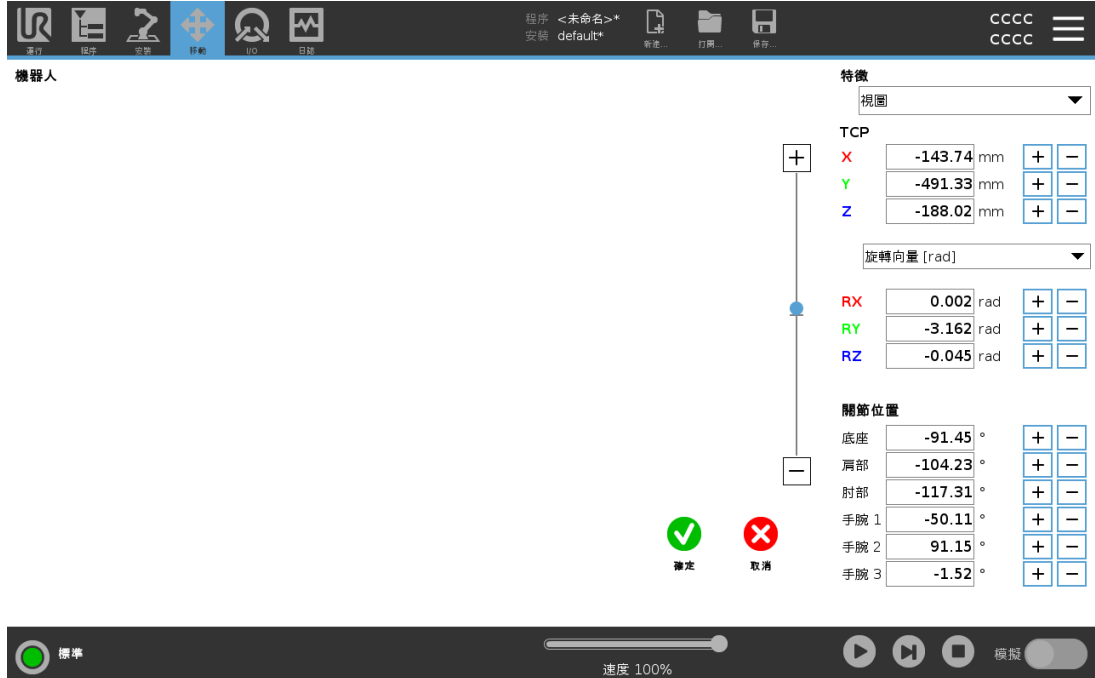 UR
運行
程序
安裝
移動
I/O
日誌
程序 <未命名>*
安裝 default*
新建...
打開...
保存...
CCCC
CCCC
機器人
特徵
視圖
TCP
X -143.74 mm + −
Y -491.33 mm + −
Z -188.02 mm + −
旋轉向量 [rad]
RX 0.002 rad + −
RY -3.162 rad + −
RZ -0.045 rad + −
關節位置
底座 -91.45 ° + −
肩部 -104.23 ° + −
肘部 -117.31 ° + −
手腕 1 -50.11 ° + −
手腕 2 91.15 ° + −
手腕 3 -1.52 ° + −
確定
取消
標準
速度 100%
模擬